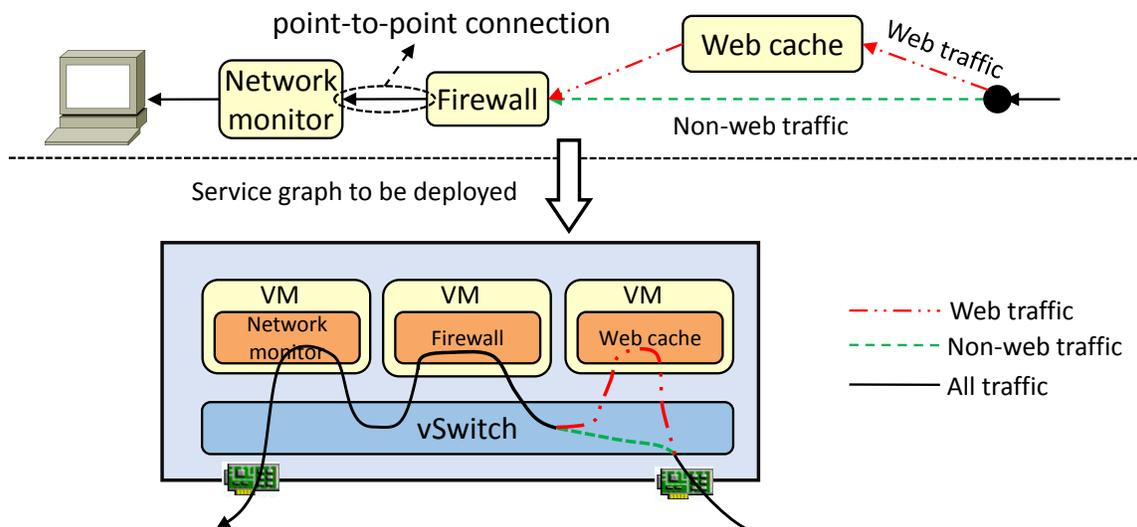 point-to-point connection
Web cache
Web traffic
Network
monitor
Firewall
Non-web traffic
Service graph to be deployed
VM
VM
VM
Network
monitor
Firewall
Web cache
vSwitch
Web traffic
Non-web traffic
All traffic